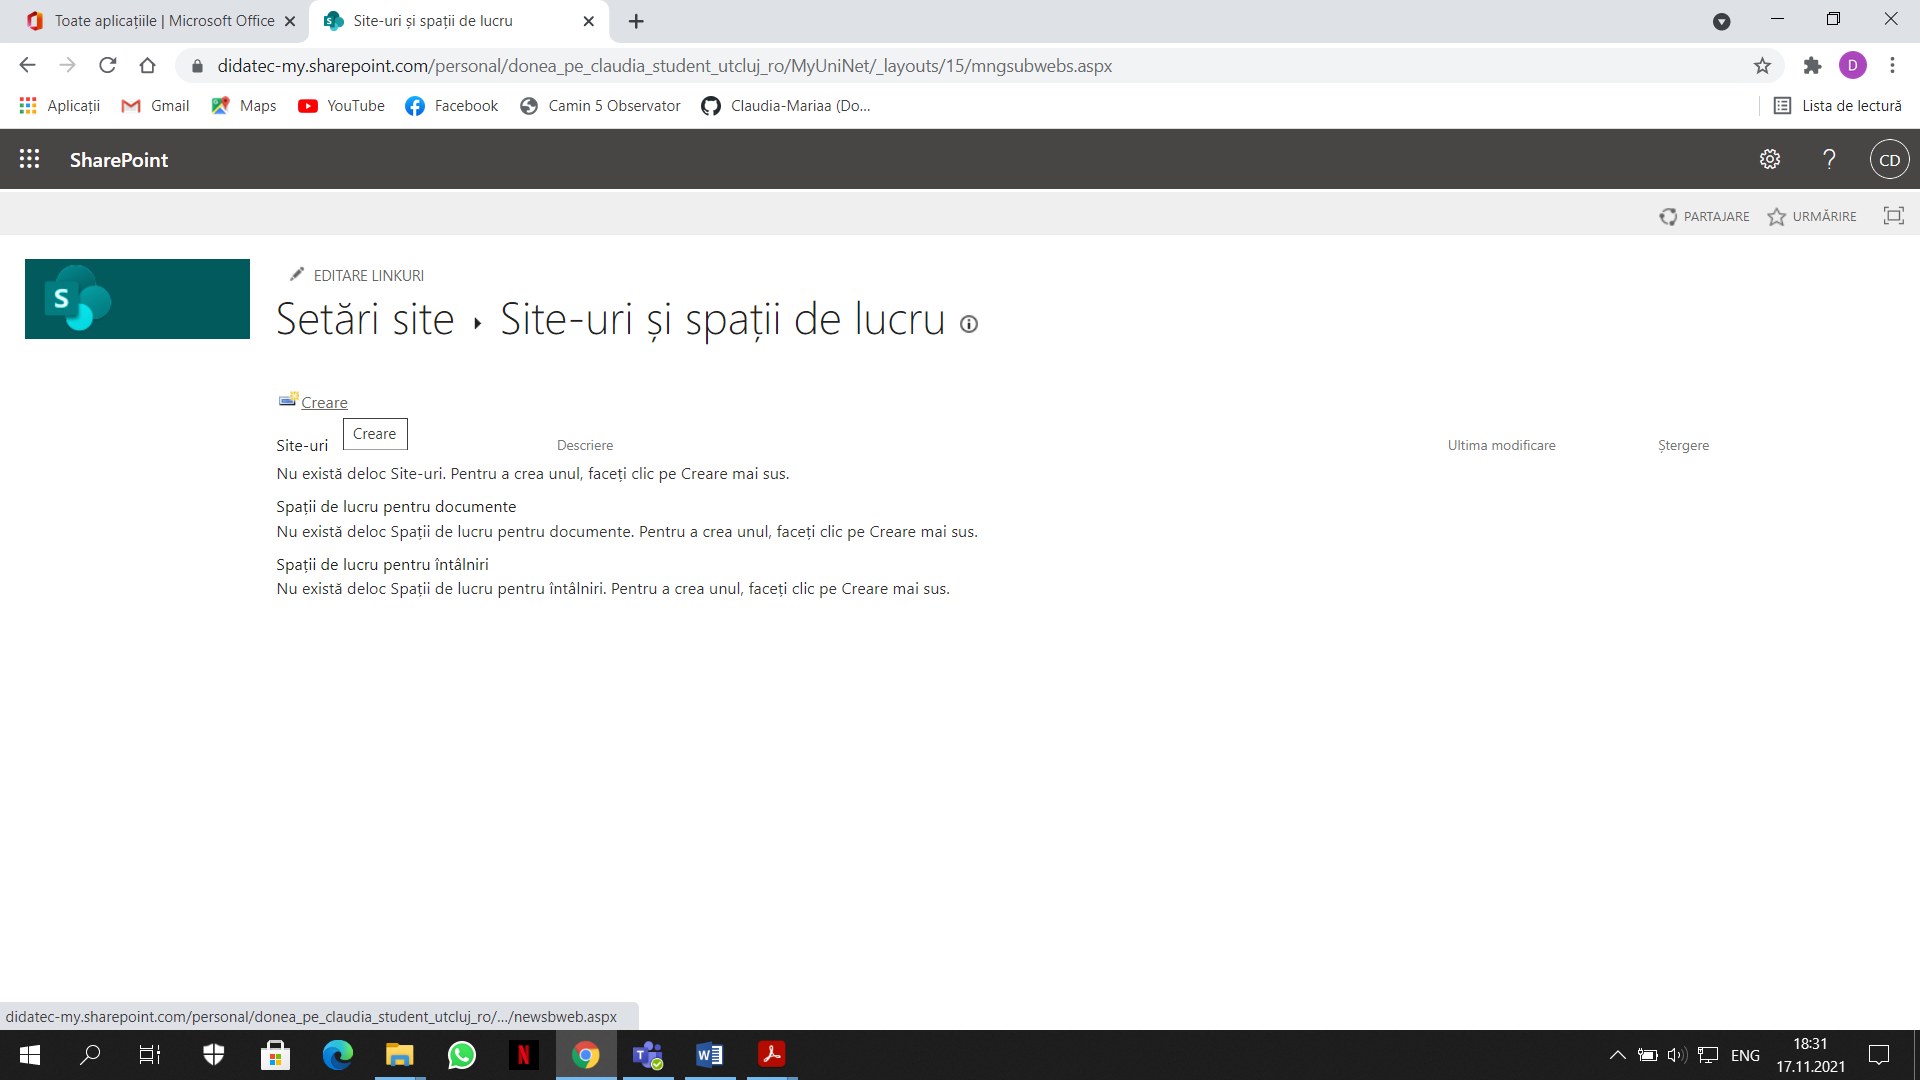 Toate aplicațiile | Microsoft Office
Site-uri și spații de lucru
didatec-my.sharepoint.com/personal/donea_pe_claudia_student_utcluj_ro/MyUniNet/_layouts/15/mngsubwebs.aspx
D
Aplicații
Gmail
Maps
YouTube
Facebook
Camin 5 Observator
Claudia-Mariaa (Do...
Lista de lectură
SharePoint
CD
PARTAJARE
URMĂRIRE
S
EDITARE LINKURI
Setări site ▸ Site-uri și spații de lucru
Creare
Creare
Site-uri Descriere Ultima modificare Ștergere
Nu există deloc Site-uri. Pentru a crea unul, faceți clic pe Creare mai sus.
Spații de lucru pentru documente
Nu există deloc Spații de lucru pentru documente. Pentru a crea unul, faceți clic pe Creare mai sus.
Spații de lucru pentru întâlniri
Nu există deloc Spații de lucru pentru întâlniri. Pentru a crea unul, faceți clic pe Creare mai sus.
didatec-my.sharepoint.com/personal/donea_pe_claudia_student_utcluj_ro/.../newsbweb.aspx
ENG
18:31
17.11.2021